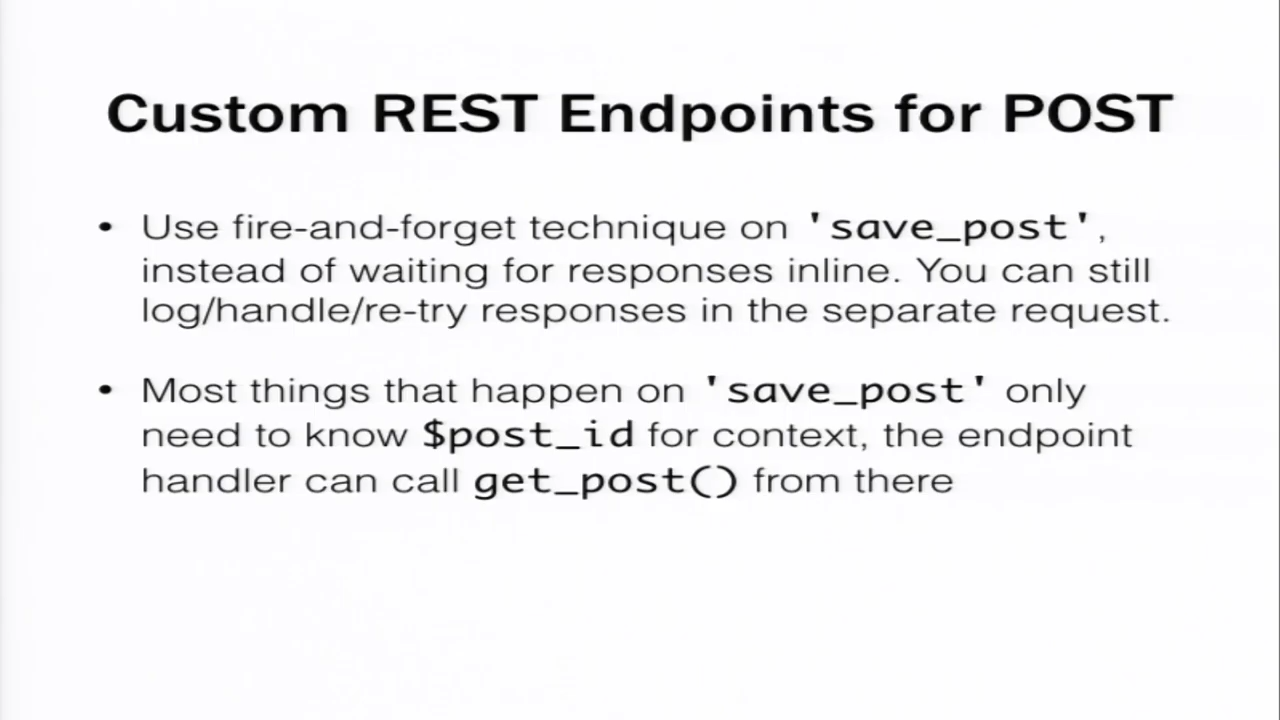 Custom REST Endpoints for POST
• Use fire-and-forget technique on 'save_post',
instead of waiting for responses inline. You can still
log/handle/re-try responses in the separate request.
• Most things that happen on 'save_post' only
need to know $post_id for context, the endpoint
handler can call get_post() from there